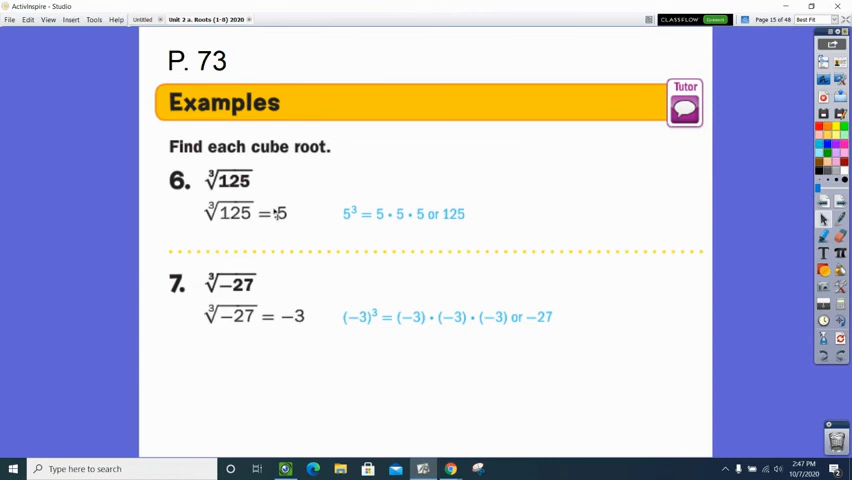 ActivInspire - Studio
File Edit View Insert Tools Help
Untitled
Unit 2 a. Roots (1-8) 2020
CLASSFLOW
Connect
Page 15 of 48
Best Fit
P. 73
Examples
Tutor
Find each cube root.
6. ∛125
∛125 = 5 5³ = 5 • 5 • 5 or 125
7. ∛−27
∛−27 = −3 (−3)³ = (−3) • (−3) • (−3) or −27
Type here to search
2:47 PM
10/7/2020
2